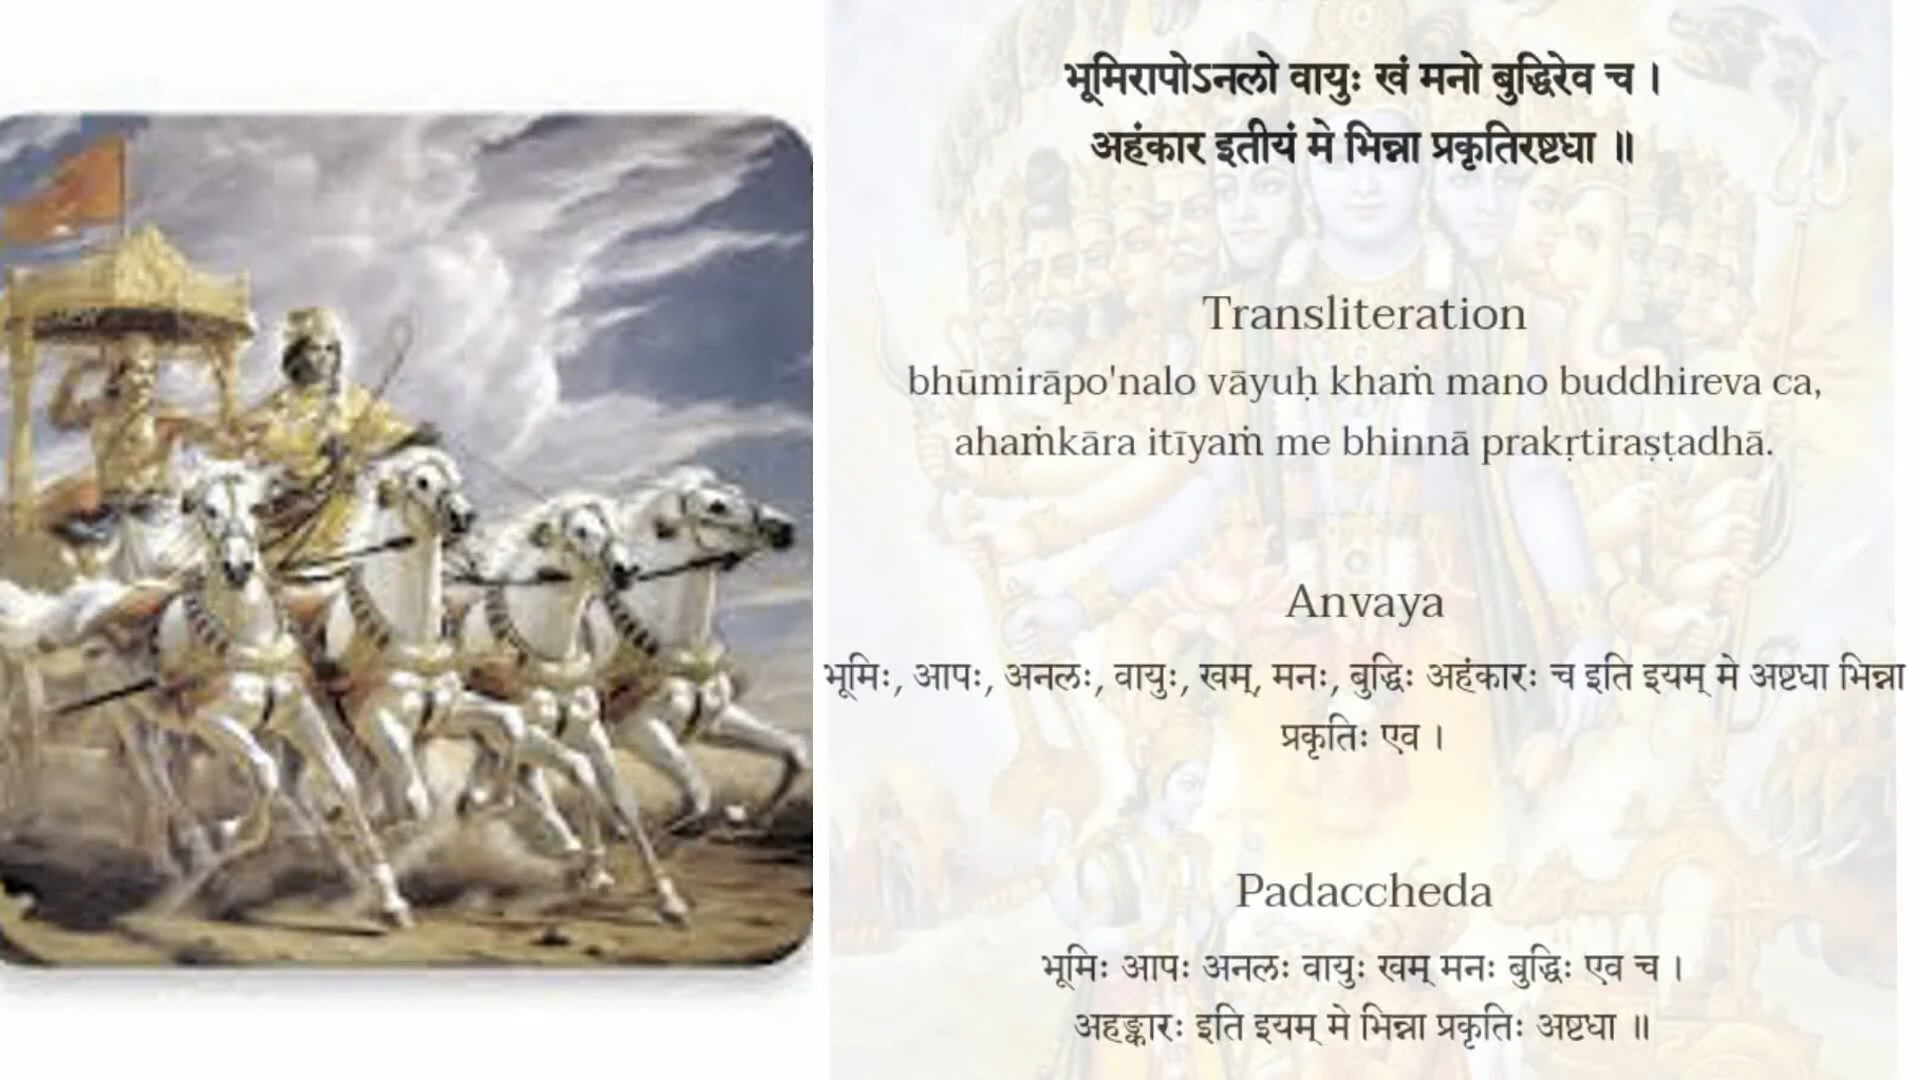 भूमिरापोऽनलो वायुः खं मनो बुद्धिरेव च ।
अहंकार इतीयं मे भिन्ना प्रकृतिरष्टधा ॥
Transliteration
bhūmirāpo'nalo vāyuḥ khaṁ mano buddhireva ca,
ahaṁkāra itīyaṁ me bhinnā prakṛtiraṣṭadhā.
Anvaya
भूमिः, आपः, अनलः, वायुः, खम्, मनः, बुद्धिः अहंकारः च इति इयम् मे अष्टधा भिन्ना
प्रकृतिः एव ।
Padaccheda
भूमिः आपः अनलः वायुः खम् मनः बुद्धिः एव च ।
अहङ्कारः इति इयम् मे भिन्ना प्रकृतिः अष्टधा ॥